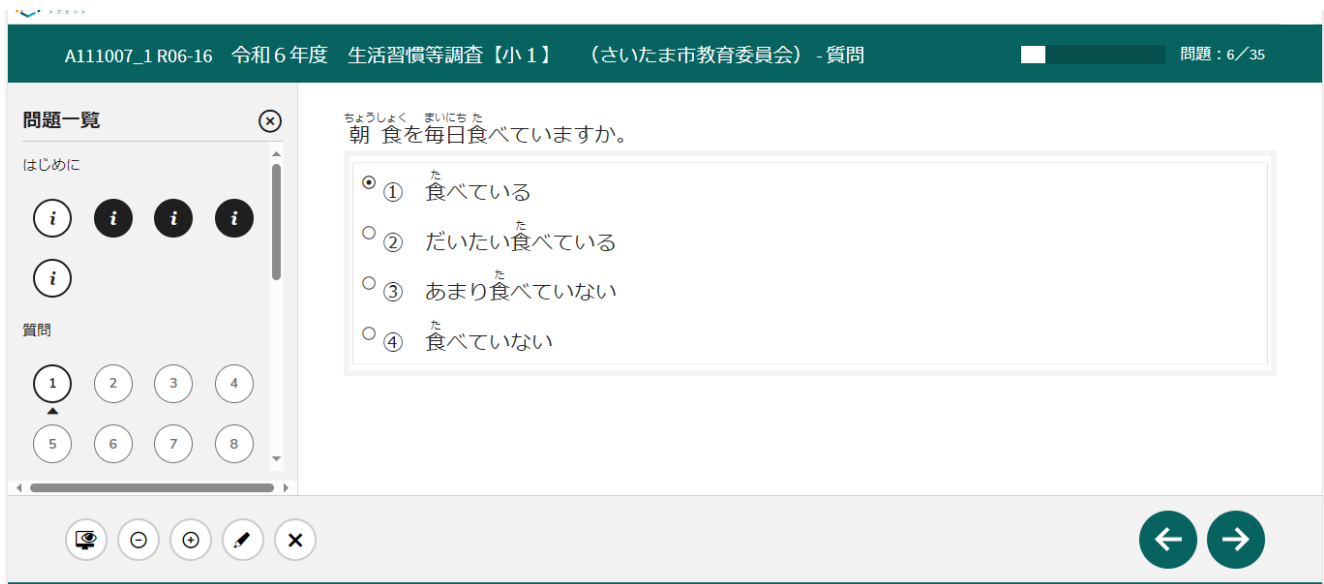 A111007_1 R06-16 令和6年度 生活習慣等調査【小1】 （さいたま市教育委員会） - 質問
問題：6／35
問題一覧
はじめに
i i i i
i
質問
1 2 3 4
5 6 7 8
ちょうしょく まいにち た
朝食を毎日食べていますか。
た
① 食べている
た
② だいたい食べている
た
③ あまり食べていない
た
④ 食べていない